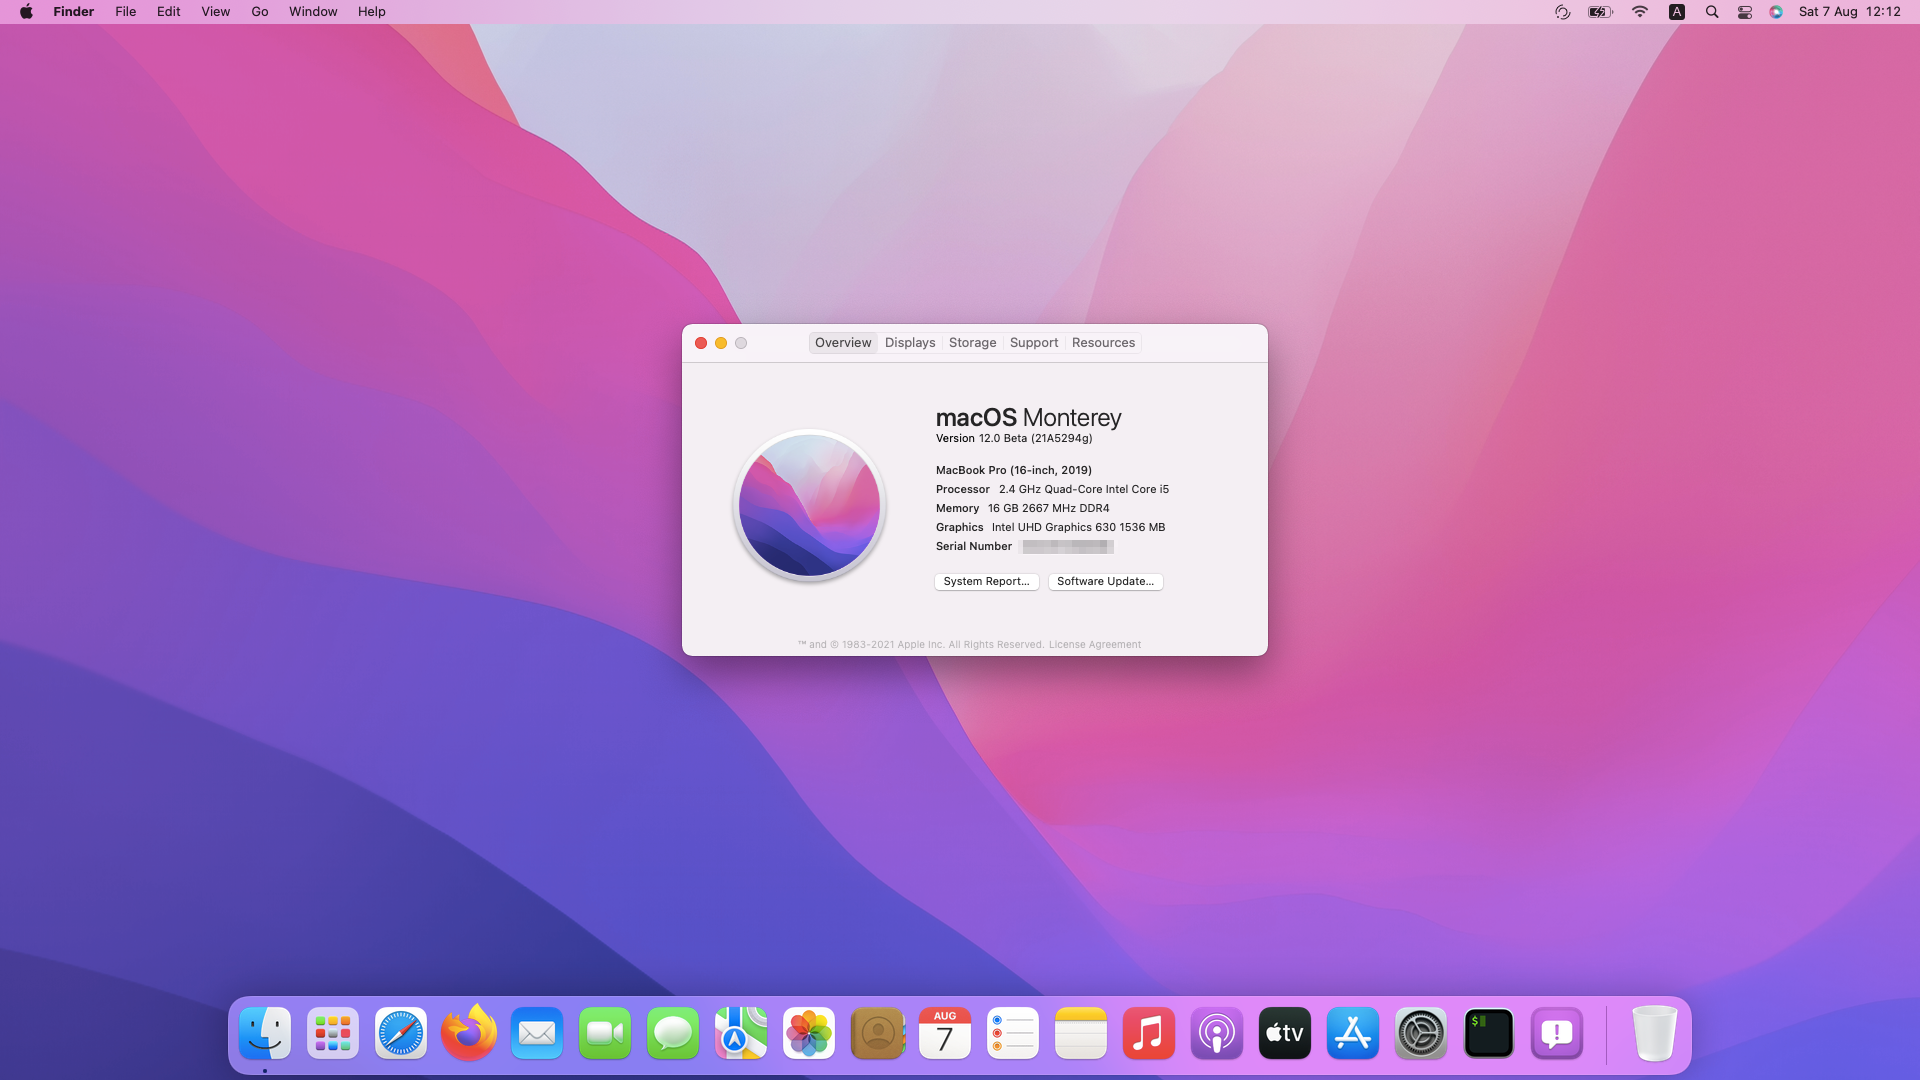 Finder File Edit View Go Window Help
A Sat 7 Aug 12:12
Overview Displays Storage Support Resources
macOS Monterey
Version 12.0 Beta (21A5294g)
MacBook Pro (16-inch, 2019)
Processor 2.4 GHz Quad-Core Intel Core i5
Memory 16 GB 2667 MHz DDR4
Graphics Intel UHD Graphics 630 1536 MB
Serial Number
System Report... Software Update...
™ and © 1983-2021 Apple Inc. All Rights Reserved. License Agreement
AUG
7
tv
$
!